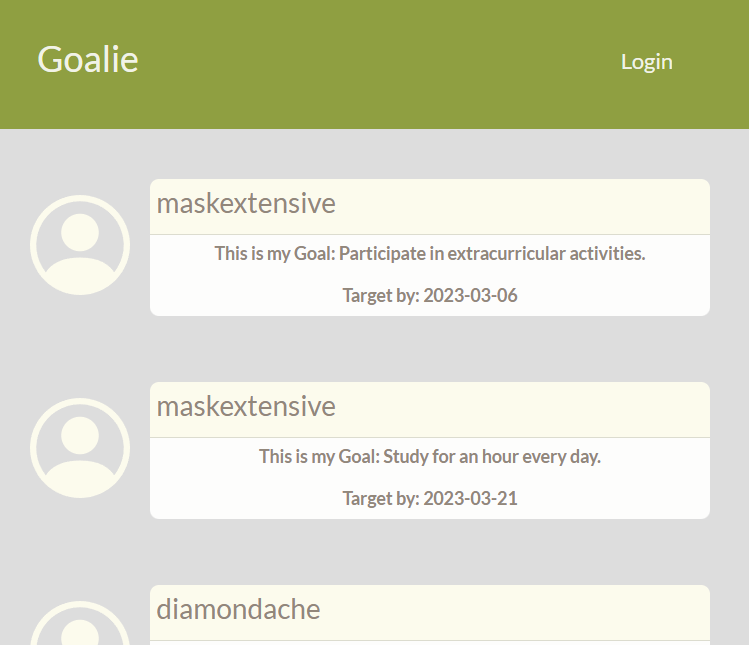 Goalie
Login
maskextensive
This is my Goal: Participate in extracurricular activities.
Target by: 2023-03-06
maskextensive
This is my Goal: Study for an hour every day.
Target by: 2023-03-21
diamondache